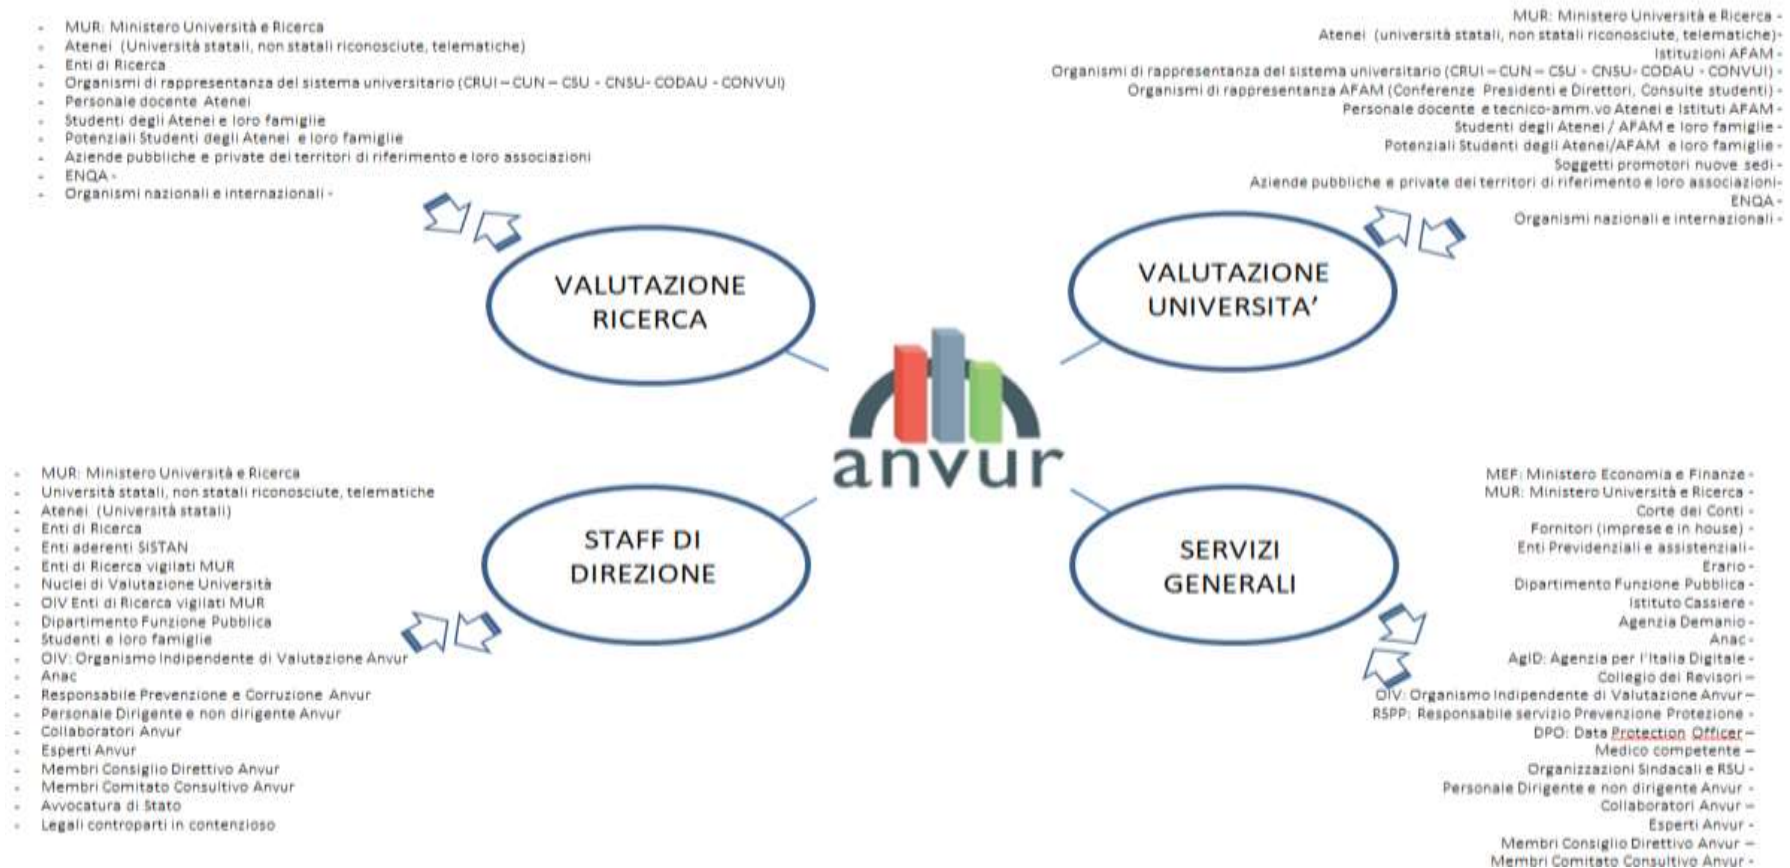 - MUR: Ministero Università e Ricerca
- Atenei (Università statali, non statali riconosciute, telematiche)
- Enti di Ricerca
- Organismi di rappresentanza del sistema universitario (CRUI – CUN – CSU - CNSU- CODAU - CONVUI)
- Personale docente Atenei
- Studenti degli Atenei e loro famiglie
- Potenziali Studenti degli Atenei e loro famiglie
- Aziende pubbliche e private dei territori di riferimento e loro associazioni
- ENQA -
- Organismi nazionali e internazionali -
MUR: Ministero Università e Ricerca -
Atenei (università statali, non statali riconosciute, telematiche)-
Istituzioni AFAM -
Organismi di rappresentanza del sistema universitario (CRUI – CUN – CSU - CNSU- CODAU - CONVUI) -
Organismi di rappresentanza AFAM (Conferenze Presidenti e Direttori, Consulte studenti) -
Personale docente e tecnico-amm.vo Atenei e Istituti AFAM -
Studenti degli Atenei / AFAM e loro famiglie -
Potenziali Studenti degli Atenei/AFAM e loro famiglie -
Soggetti promotori nuove sedi -
Aziende pubbliche e private dei territori di riferimento e loro associazioni-
ENQA -
Organismi nazionali e internazionali -
VALUTAZIONE
RICERCA
VALUTAZIONE
UNIVERSITA’
anvur
STAFF DI
DIREZIONE
SERVIZI
GENERALI
- MUR: Ministero Università e Ricerca
- Università statali, non statali riconosciute, telematiche
- Atenei (Università statali)
- Enti di Ricerca
- Enti aderenti SISTAN
- Enti di Ricerca vigilati MUR
- Nuclei di Valutazione Università
- OIV Enti di Ricerca vigilati MUR
- Dipartimento Funzione Pubblica
- Studenti e loro famiglie
- OIV: Organismo Indipendente di Valutazione Anvur
- Anac
- Responsabile Prevenzione e Corruzione Anvur
- Personale Dirigente e non dirigente Anvur
- Collaboratori Anvur
- Esperti Anvur
- Membri Consiglio Direttivo Anvur
- Membri Comitato Consultivo Anvur
- Avvocatura di Stato
- Legali controparti in contenzioso
MEF: Ministero Economia e Finanze -
MUR: Ministero Università e Ricerca -
Corte dei Conti -
Fornitori (imprese e in house) -
Enti Previdenziali e assistenziali-
Erario -
Dipartimento Funzione Pubblica -
Istituto Cassiere -
Agenzia Demanio -
Anac -
AgID: Agenzia per l’Italia Digitale -
Collegio dei Revisori –
OIV: Organismo Indipendente di Valutazione Anvur –
RSPP: Responsabile servizio Prevenzione Protezione -
DPO: Data Protection Officer –
Medico competente –
Organizzazioni Sindacali e RSU -
Personale Dirigente e non dirigente Anvur -
Collaboratori Anvur –
Esperti Anvur -
Membri Consiglio Direttivo Anvur –
Membri Comitato Consultivo Anvur -